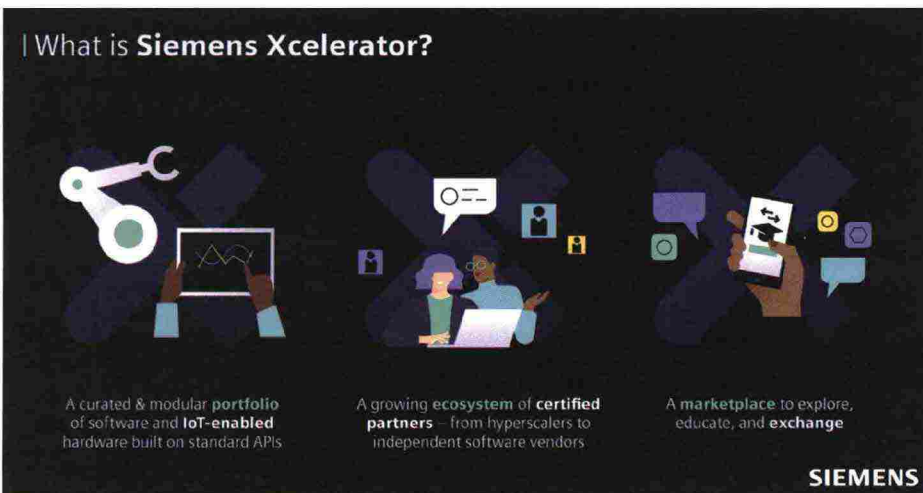 What is Siemens Xcelerator?
A curated & modular portfolio
of software and IoT-enabled
hardware built on standard APIs
A growing ecosystem of certified
partners – from hyperscalers to
independent software vendors
A marketplace to explore,
educate, and exchange
SIEMENS